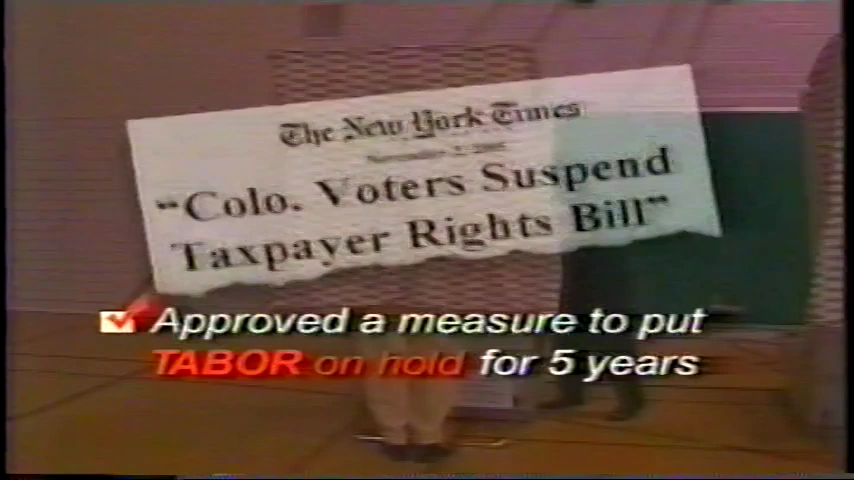 The New York Times
"Colo. Voters Suspend
Taxpayer Rights Bill"
Approved a measure to put
TABOR on hold for 5 years